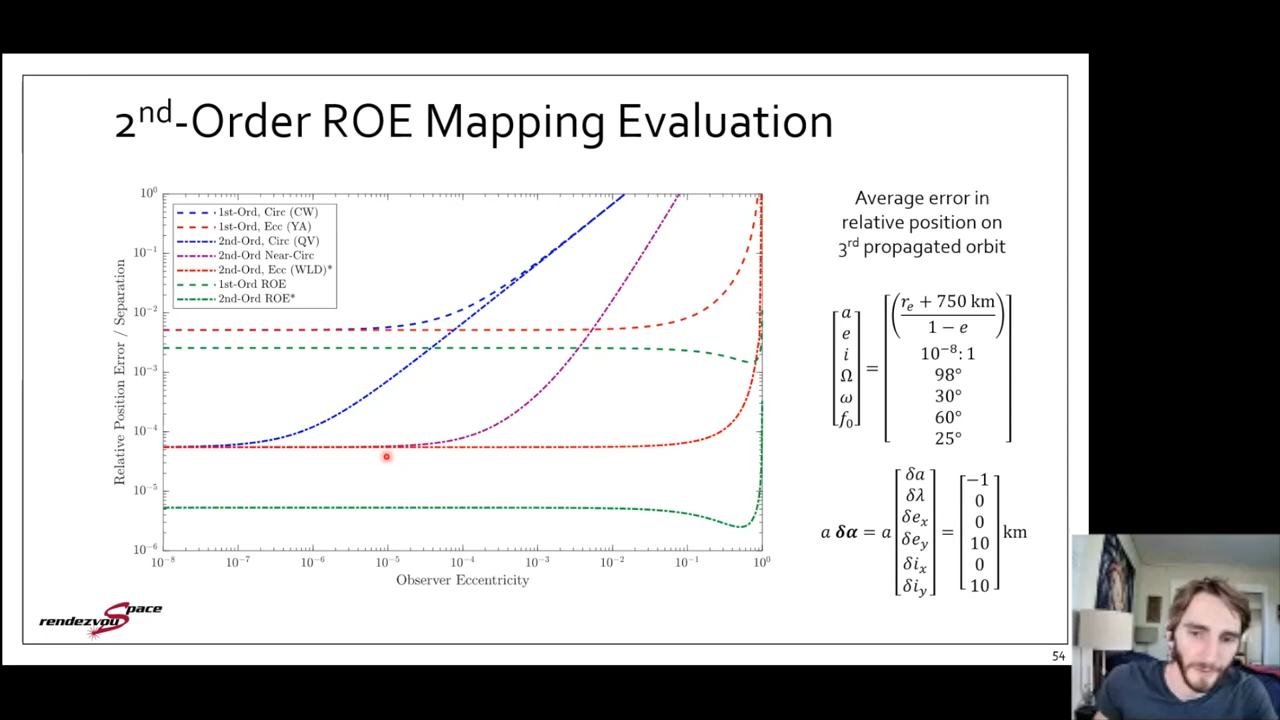 2nd-Order ROE Mapping Evaluation
10^0
10^-1
10^-2
10^-3
10^-4
10^-5
10^-6
Relative Position Error / Separation
1st-Ord, Circ (CW)
1st-Ord, Ecc (YA)
2nd-Ord, Circ (QV)
2nd-Ord Near-Circ
2nd-Ord, Ecc (WLD)*
1st-Ord ROE
2nd-Ord ROE*
10^-8 10^-7 10^-6 10^-5 10^-4 10^-3 10^-2 10^-1 10^0
Observer Eccentricity
Average error in
relative position on
3rd propagated orbit
a (r_e + 750 km / 1 − e)
e 10^-8: 1
i = 98°
Ω 30°
ω 60°
f_0 25°
δa −1
δλ 0
δe_x 0
a δα = a δe_y = 10 km
δi_x 0
δi_y 10
rendezvouSpace
54